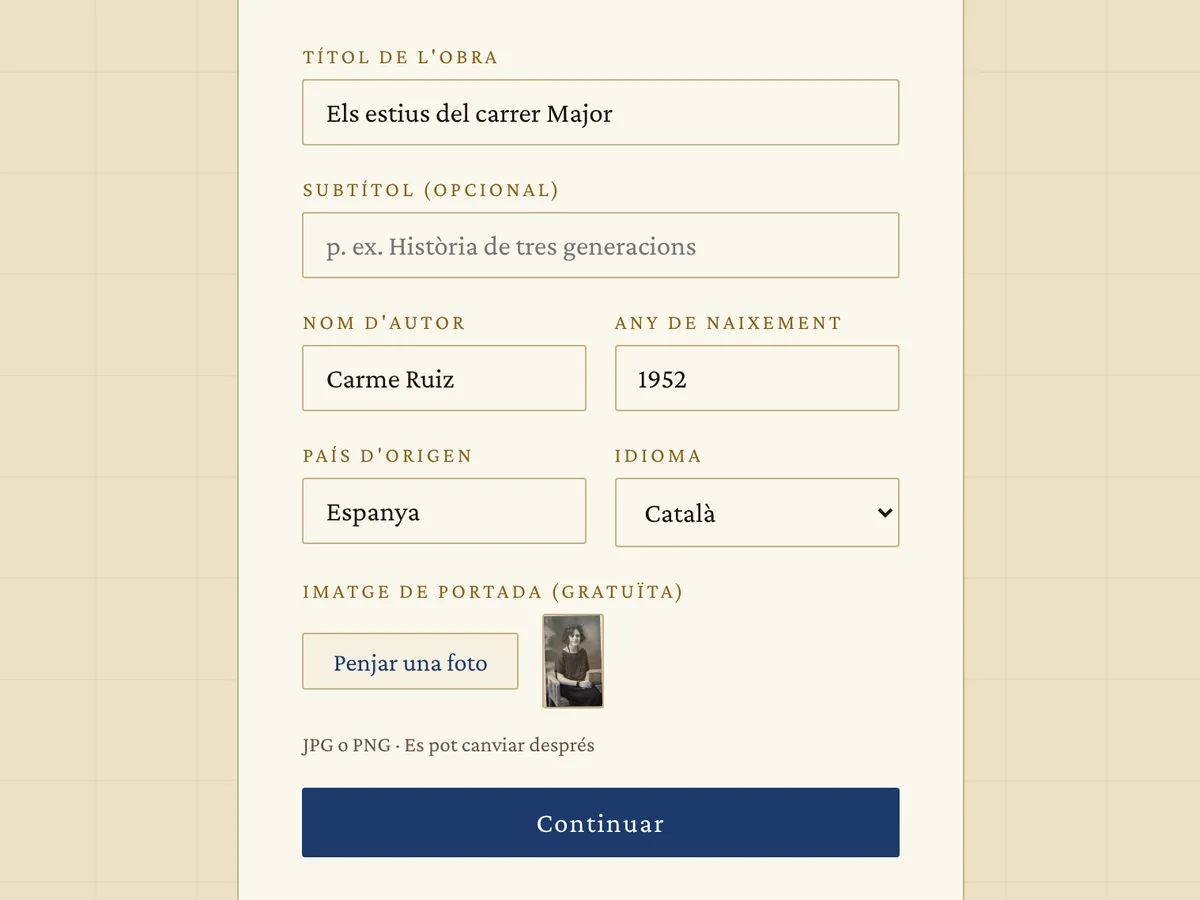 TÍTOL DE L'OBRA
Els estius del carrer Major
SUBTÍTOL (OPCIONAL)
p. ex. Història de tres generacions
NOM D'AUTOR
ANY DE NAIXEMENT
Carme Ruiz
1952
PAÍS D'ORIGEN
IDIOMA
Espanya
Català
IMATGE DE PORTADA (GRATUÏTA)
Penjar una foto
JPG o PNG · Es pot canviar després
Continuar